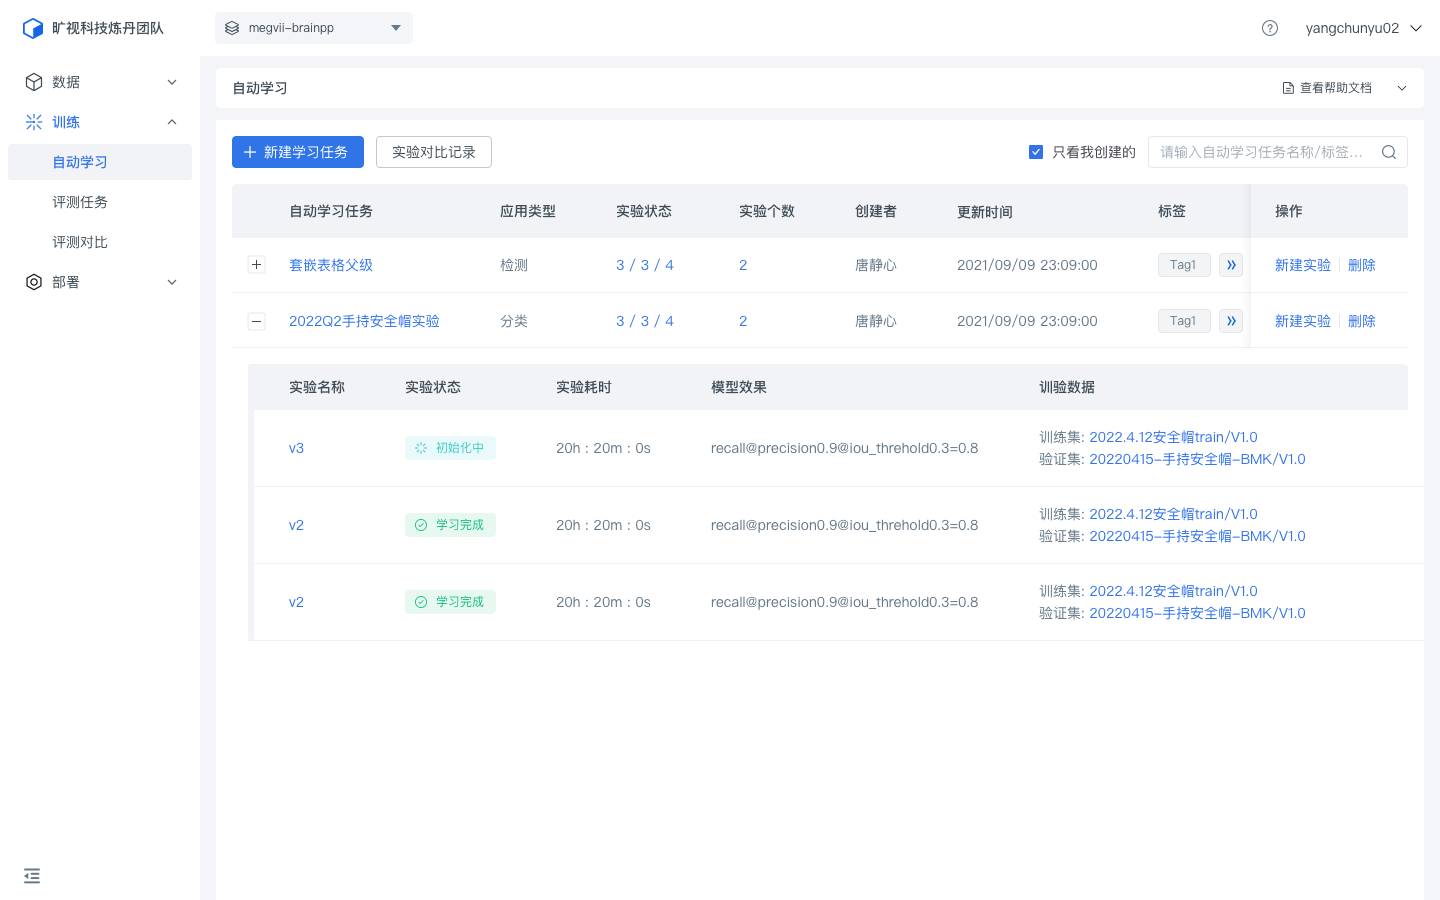 旷视科技炼丹团队
megvii-brainpp
yangchunyu02
数据
训练
自动学习
评测任务
评测对比
部署
自动学习
查看帮助文档
新建学习任务
实验对比记录
只看我创建的
请输入自动学习任务名称/标签...
自动学习任务 应用类型 实验状态 实验个数 创建者 更新时间 标签 操作
套嵌表格父级 检测 3 / 3 / 4 2 唐静心 2021/09/09 23:09:00 Tag1 新建实验 删除
2022Q2手持安全帽实验 分类 3 / 3 / 4 2 唐静心 2021/09/09 23:09:00 Tag1 新建实验 删除
实验名称 实验状态 实验耗时 模型效果 训验数据
v3 初始化中 20h : 20m : 0s recall@precision0.9@iou_threhold0.3=0.8
训练集: 2022.4.12安全帽train/V1.0
验证集: 20220415-手持安全帽-BMK/V1.0
v2 学习完成 20h : 20m : 0s recall@precision0.9@iou_threhold0.3=0.8
训练集: 2022.4.12安全帽train/V1.0
验证集: 20220415-手持安全帽-BMK/V1.0
v2 学习完成 20h : 20m : 0s recall@precision0.9@iou_threhold0.3=0.8
训练集: 2022.4.12安全帽train/V1.0
验证集: 20220415-手持安全帽-BMK/V1.0